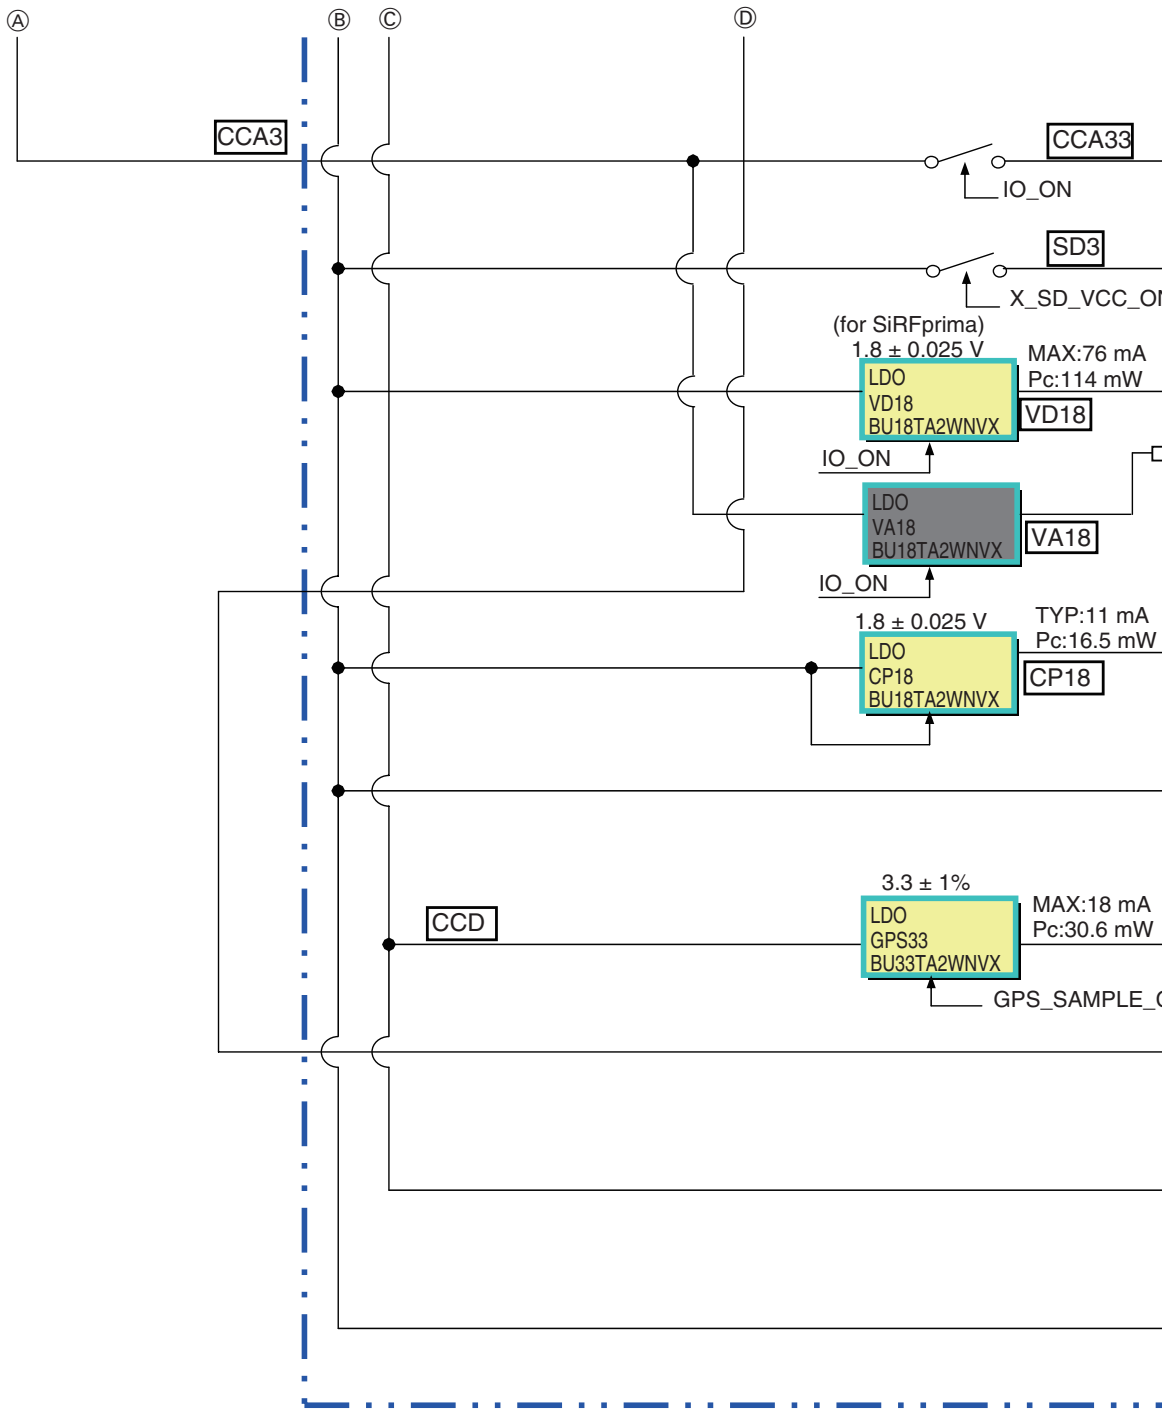 Ⓐ
Ⓑ
Ⓒ
Ⓓ
CCA3
CCA33
IO_ON
SD3
(for SiRFprima)
1.8 ± 0.025 V
MAX:76 mA
Pc:114 mW
LDO
VD18
BU18TA2WNVX
VD18
IO_ON
LDO
VA18
BU18TA2WNVX
VA18
IO_ON
1.8 ± 0.025 V
TYP:11 mA
Pc:16.5 mW
LDO
CP18
BU18TA2WNVX
CP18
CCD
3.3 ± 1%
MAX:18 mA
Pc:30.6 mW
LDO
GPS33
BU33TA2WNVX